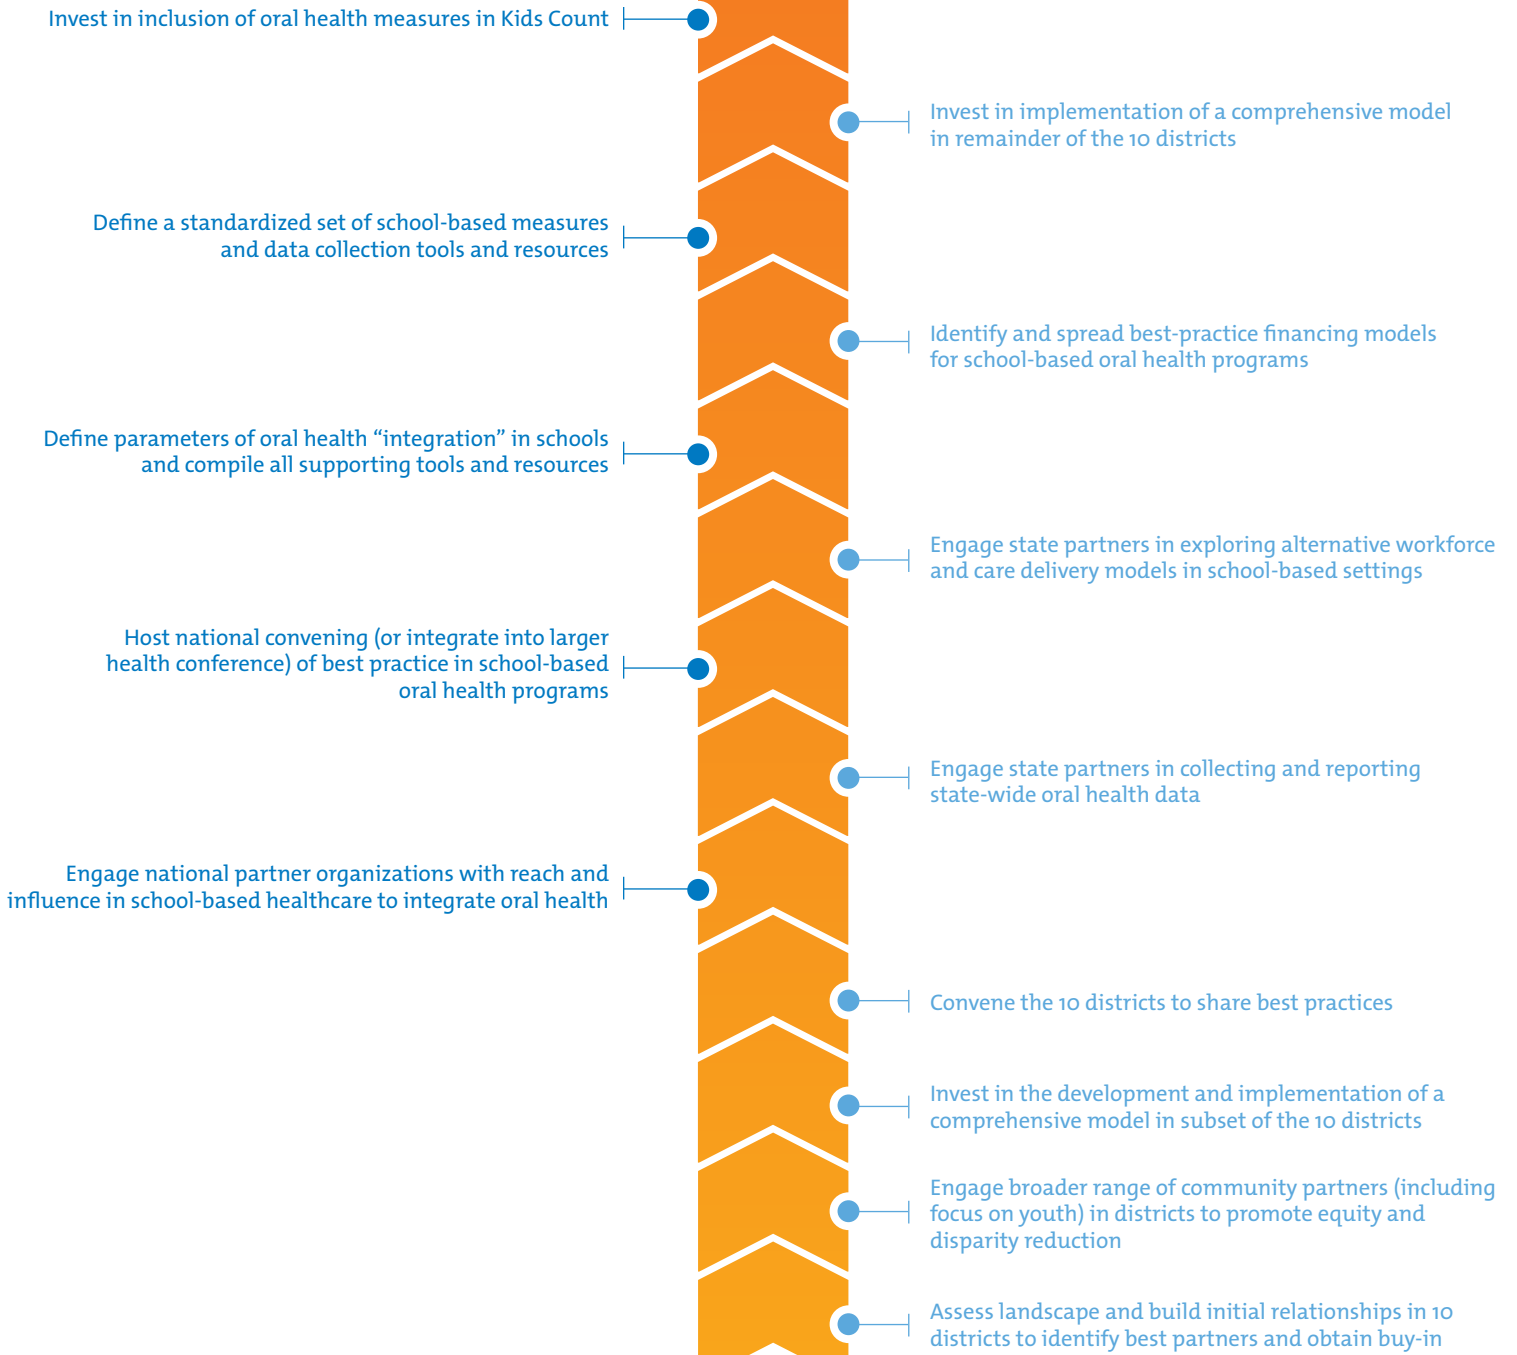 Invest in inclusion of oral health measures in Kids Count
Invest in implementation of a comprehensive model
in remainder of the 10 districts
Define a standardized set of school-based measures
and data collection tools and resources
Identify and spread best-practice financing models
for school-based oral health programs
Define parameters of oral health “integration” in schools
and compile all supporting tools and resources
Engage state partners in exploring alternative workforce
and care delivery models in school-based settings
Host national convening (or integrate into larger
health conference) of best practice in school-based
oral health programs
Engage state partners in collecting and reporting
state-wide oral health data
Engage national partner organizations with reach and
influence in school-based healthcare to integrate oral health
Convene the 10 districts to share best practices
Invest in the development and implementation of a
comprehensive model in subset of the 10 districts
Engage broader range of community partners (including
focus on youth) in districts to promote equity and
disparity reduction
Assess landscape and build initial relationships in 10
districts to identify best partners and obtain buy-in